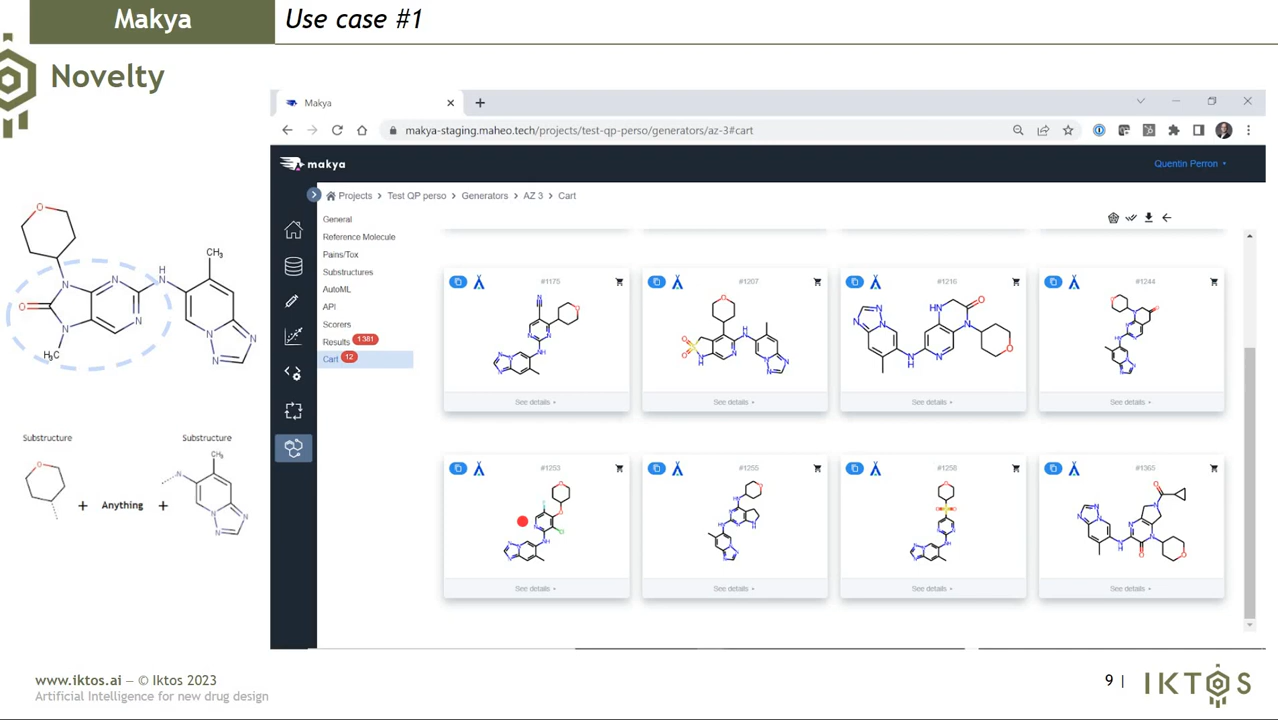 Makya
Use case #1
Novelty
Makya
makya-staging.maheo.tech/projects/test-qp-perso/generators/az-3#cart
makya
Quentin Perron
Projects > Test QP perso > Generators > AZ 3 > Cart
General
Reference Molecule
Pains/Tox
Substructures
AutoML
API
Scorers
Results 1381
Cart 12
#1175
#1207
#1216
#1244
See details
See details
See details
See details
#1253
#1255
#1258
#1365
See details
See details
See details
See details
CH₃
H₃C
Substructure
Substructure
CH₃
+ Anything +
www.iktos.ai – © Iktos 2023
Artificial Intelligence for new drug design
9 |
IKTOS